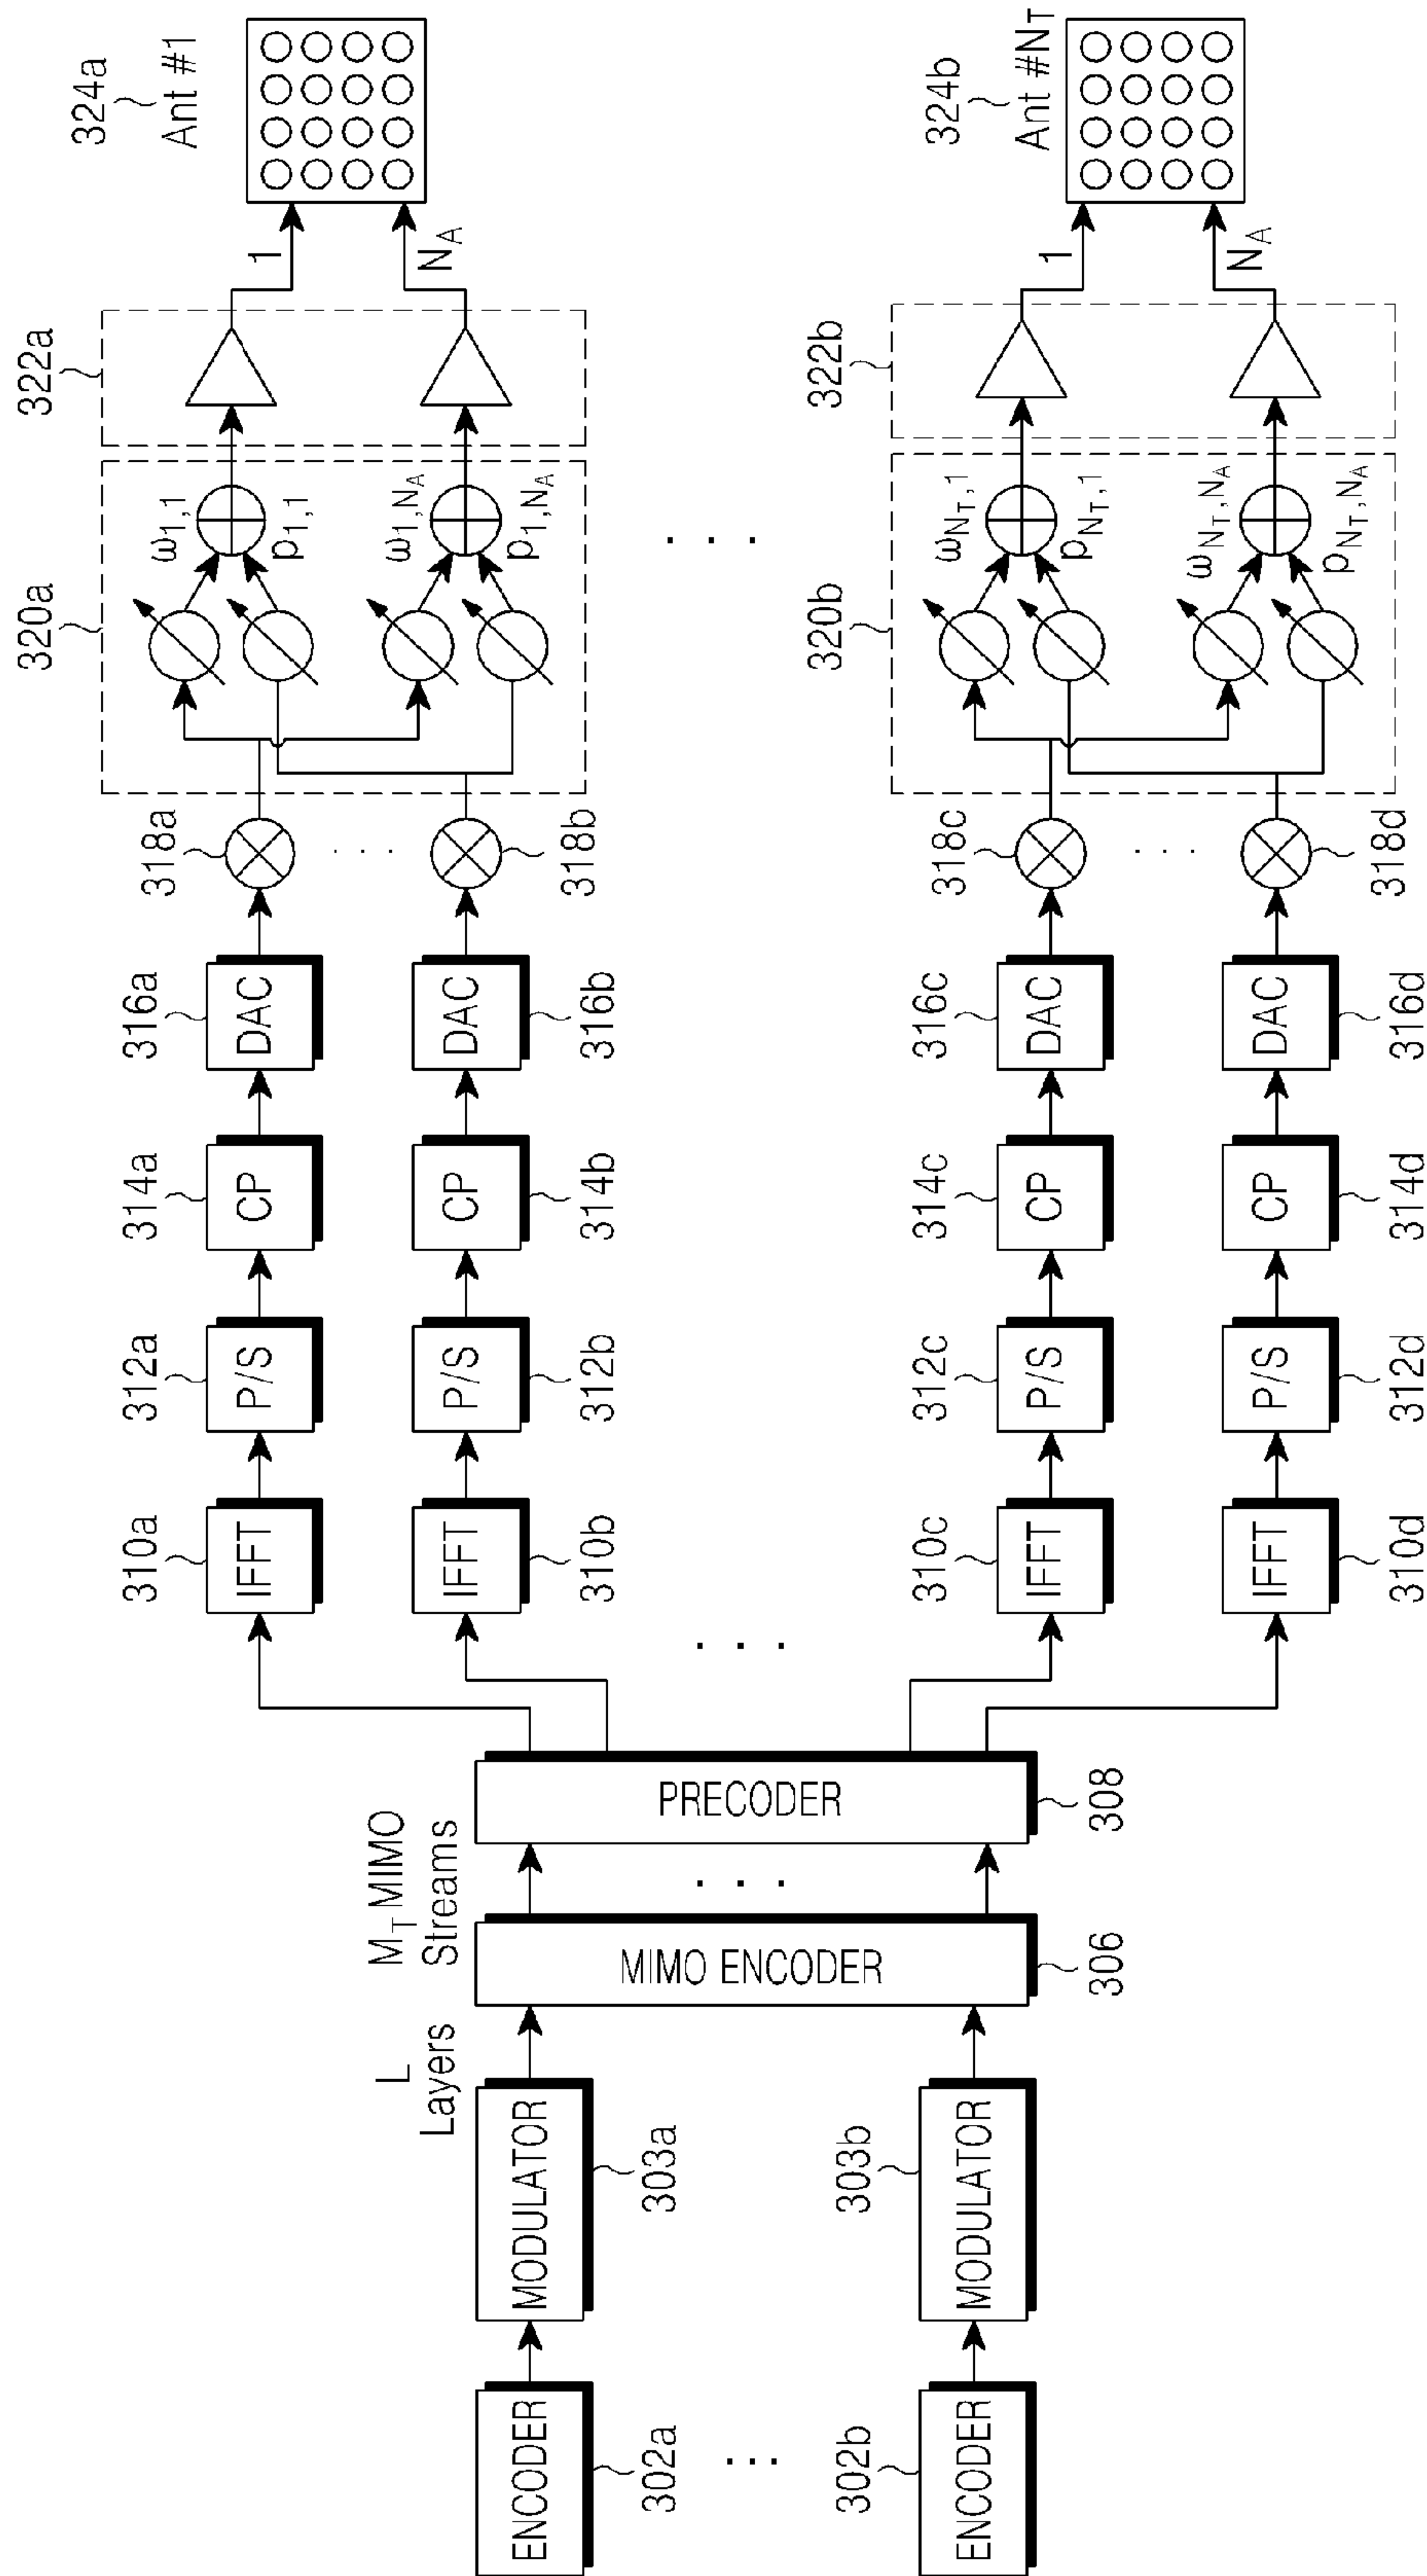 ENCODER
302a
. . .
ENCODER
302b
MODULATOR
303a
MODULATOR
303b
L
Layers
MIMO ENCODER
306
M_T MIMO
Streams
. . .
PRECODER
308
. . .
310a
IFFT
IFFT
310b
310c
IFFT
IFFT
310d
312a
P/S
P/S
312b
312c
P/S
P/S
312d
314a
CP
CP
314b
314c
CP
CP
314d
316a
DAC
DAC
316b
316c
DAC
DAC
316d
318a
. . .
318b
318c
. . .
318d
320a
ω1,1
p1,1
ω1,N_A
p1,N_A
. . .
320b
ωN_T,1
pN_T,1
ωN_T,N_A
pN_T,N_A
322a
322b
1
N_A
1
N_A
324a
Ant #1
324b
Ant #N_T